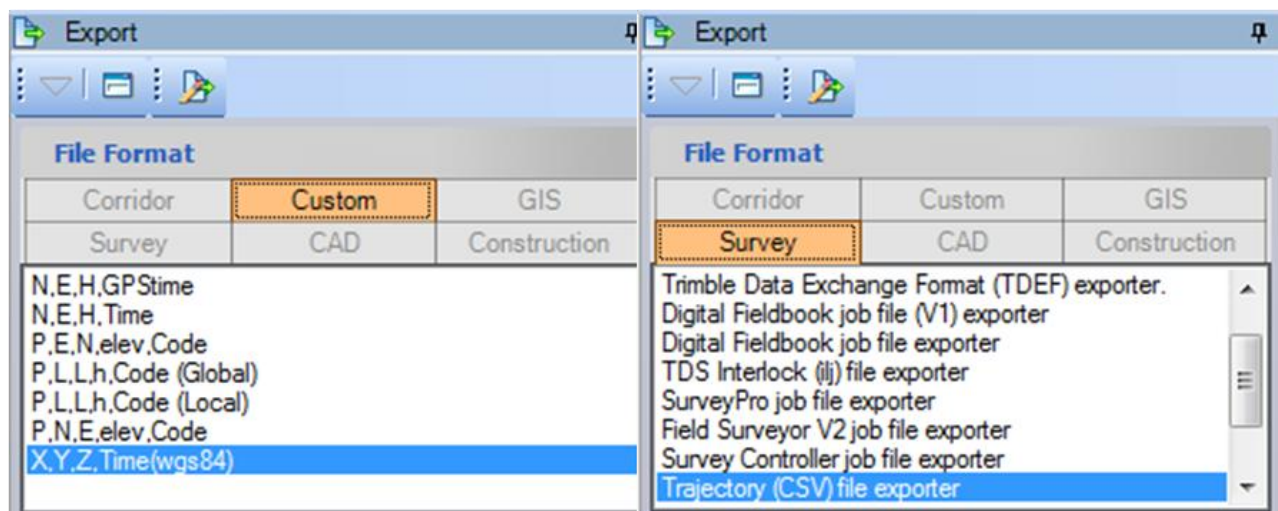 Export
File Format
Corridor Custom GIS
Survey CAD Construction
N,E,H,GPStime
N,E,H,Time
P,E,N,elev,Code
P,L,L,h,Code (Global)
P,L,L,h,Code (Local)
P,N,E,elev,Code
X,Y,Z,Time(wgs84)
Export
File Format
Corridor Custom GIS
Survey CAD Construction
Trimble Data Exchange Format (TDEF) exporter.
Digital Fieldbook job file (V1) exporter
Digital Fieldbook job file exporter
TDS Interlock (ilj) file exporter
SurveyPro job file exporter
Field Surveyor V2 job file exporter
Survey Controller job file exporter
Trajectory (CSV) file exporter